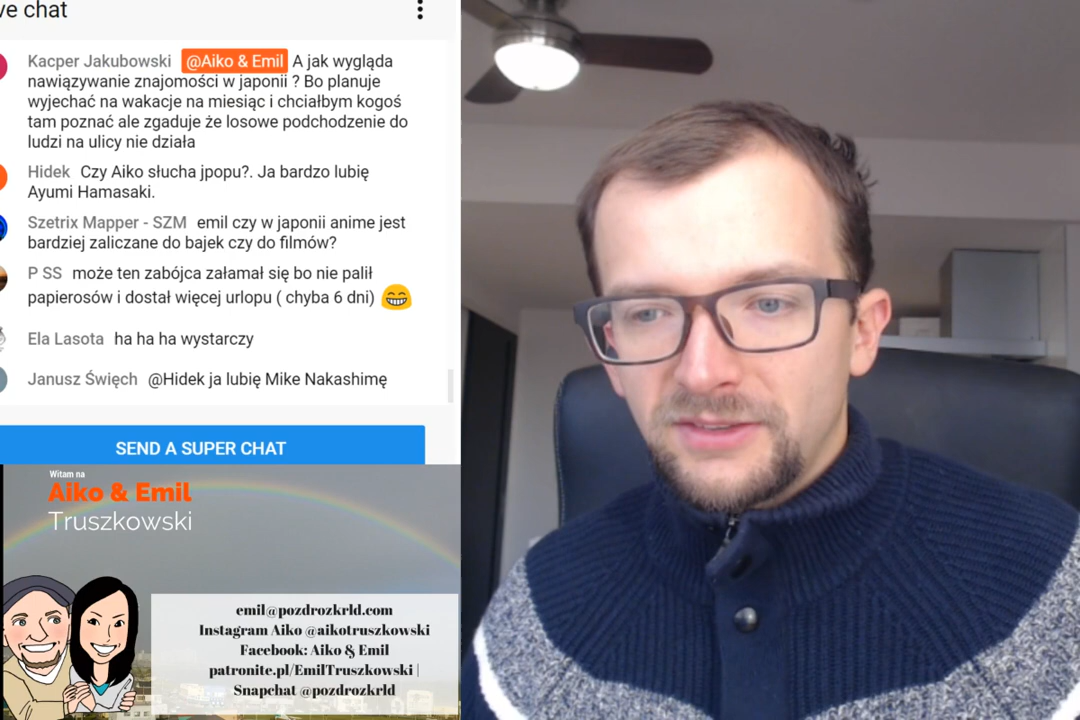 ve chat
Kacper Jakubowski @Aiko & Emil A jak wygląda
nawiązywanie znajomości w japonii ? Bo planuje
wyjechać na wakacje na miesiąc i chciałbym kogoś
tam poznać ale zgaduje że losowe podchodzenie do
ludzi na ulicy nie działa
Hidek Czy Aiko słucha jpopu?. Ja bardzo lubię
Ayumi Hamasaki.
Szetrix Mapper - SZM emil czy w japonii anime jest
bardziej zaliczane do bajek czy do filmów?
P SS może ten zabójca załamał się bo nie palił
papierosów i dostał więcej urlopu ( chyba 6 dni)
Ela Lasota ha ha ha wystarczy
Janusz Święch @Hidek ja lubię Mike Nakashimę
SEND A SUPER CHAT
Witam na
Aiko & Emil
Truszkowski
emil@pozdrozkrld.com
Instagram Aiko @aikotruszkowski
Facebook: Aiko & Emil
patronite.pl/EmilTruszkowski |
Snapchat @pozdrozkrld